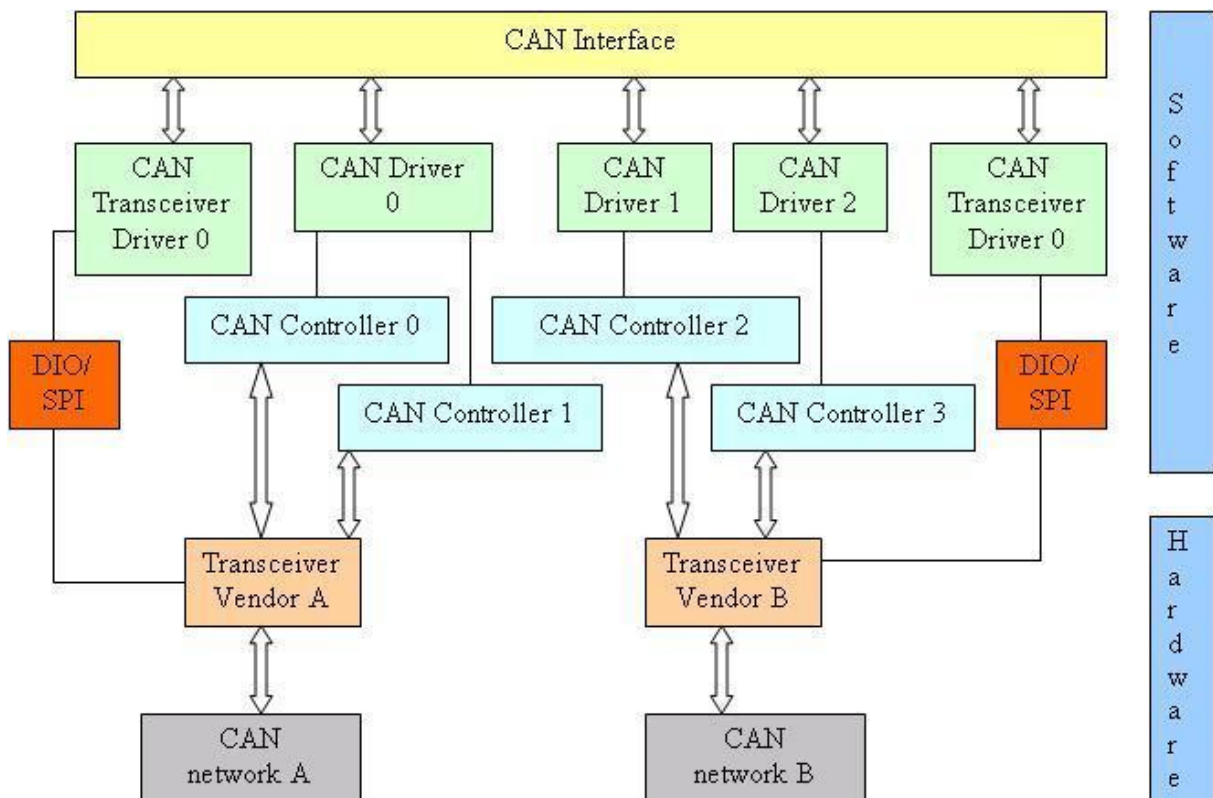 CAN Interface
CAN
Transceiver
Driver 0
CAN Driver
0
CAN
Driver 1
CAN
Driver 2
CAN
Transceiver
Driver 0
Software
CAN Controller 0
CAN Controller 2
DIO/
SPI
DIO/
SPI
CAN Controller 1
CAN Controller 3
Transceiver
Vendor A
Transceiver
Vendor B
Hardware
CAN
network A
CAN
network B